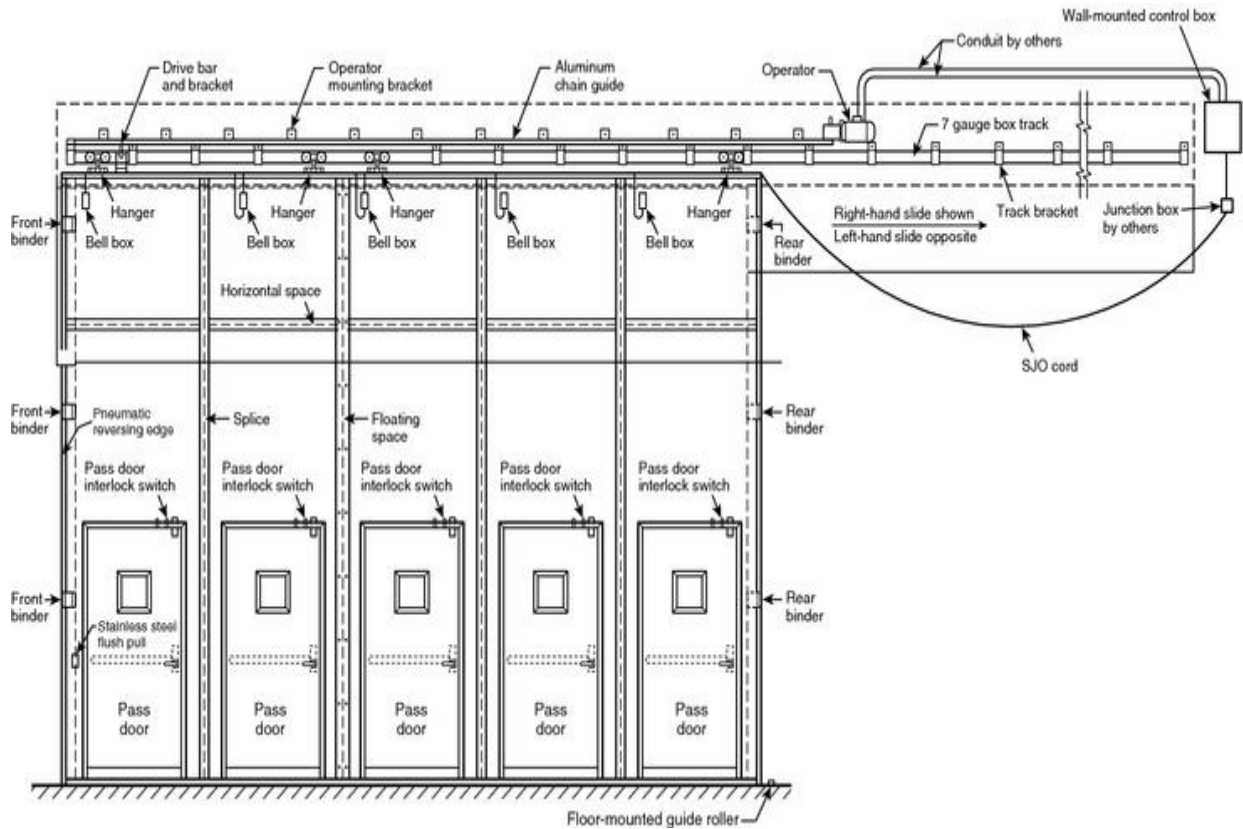 Wall-mounted control box
Conduit by others
Drive bar
and bracket
Operator
mounting bracket
Aluminum
chain guide
Operator
7 gauge box track
Hanger
Hanger
Hanger
Hanger
Track bracket
Junction box
by others
Front
binder
Bell box
Bell box
Bell box
Bell box
Bell box
Right-hand slide shown
Left-hand slide opposite
Rear
binder
Horizontal space
SJO cord
Front
binder
Pneumatic
reversing edge
Splice
Floating
space
Rear
binder
Pass door
interlock switch
Pass door
interlock switch
Pass door
interlock switch
Pass door
interlock switch
Pass door
interlock switch
Front
binder
Rear
binder
Stainless steel
flush pull
Pass
door
Pass
door
Pass
door
Pass
door
Pass
door
Floor-mounted guide roller